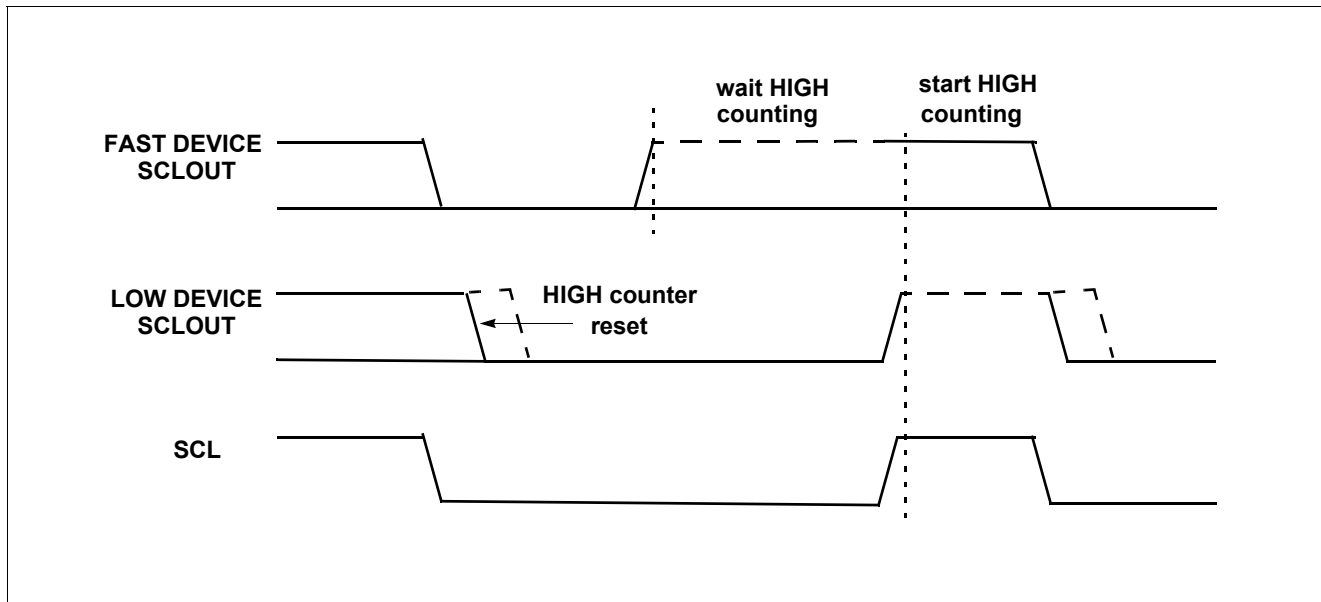 wait HIGH
counting
start HIGH
counting
FAST DEVICE
SCLOUT
LOW DEVICE
SCLOUT
HIGH counter
reset
SCL